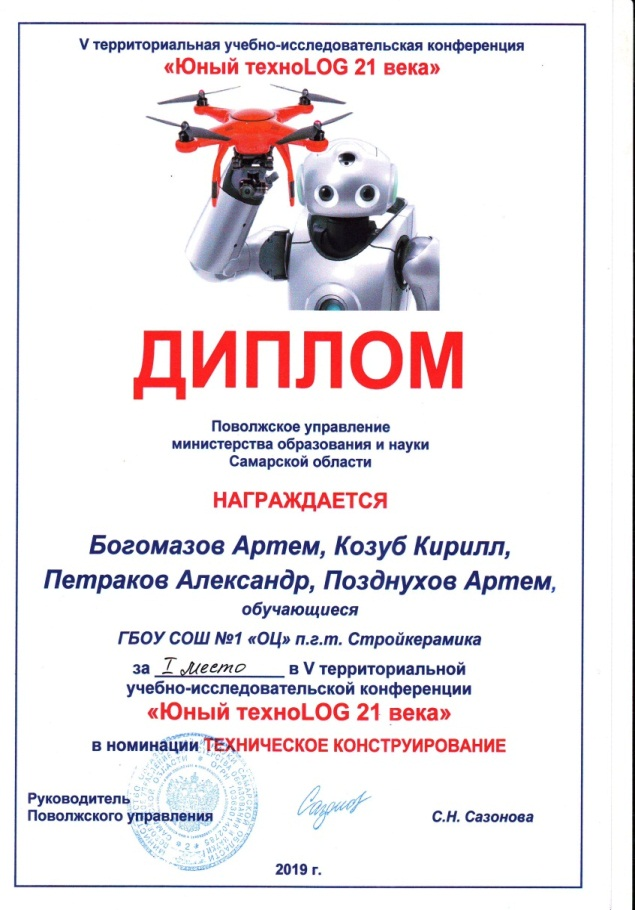 V территориальная учебно-исследовательская конференция
«Юный техноLOG 21 века»
ДИПЛОМ
Поволжское управление
министерства образования и науки
Самарской области
НАГРАЖДАЕТСЯ
Богомазов Артем, Козуб Кирилл,
Петраков Александр, Позднухов Артем,
обучающиеся
ГБОУ СОШ №1 «ОЦ» п.г.т. Стройкерамика
за I место в V территориальной
учебно-исследовательской конференции
«Юный техноLOG 21 века»
в номинации ТЕХНИЧЕСКОЕ КОНСТРУИРОВАНИЕ
Руководитель
Поволжского управления
С.Н. Сазонова
2019 г.